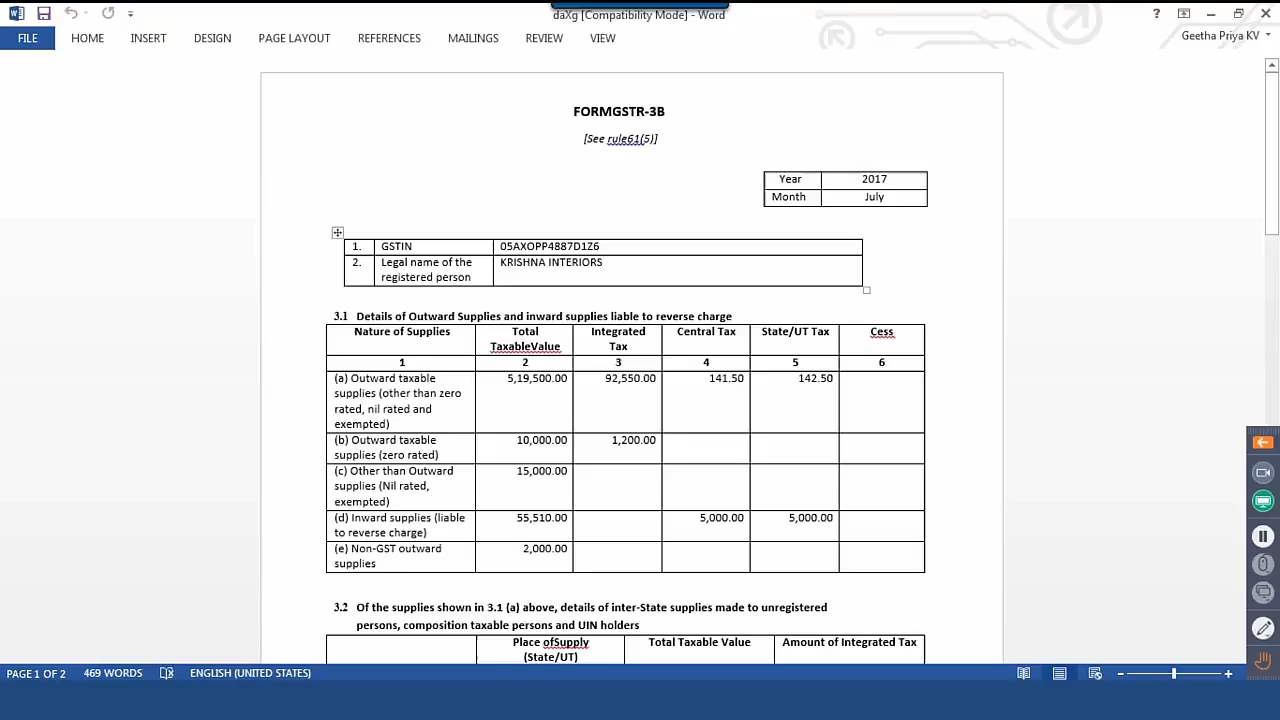 daXg [Compatibility Mode] - Word
?
Geetha Priya KV
FILE HOME INSERT DESIGN PAGE LAYOUT REFERENCES MAILINGS REVIEW VIEW
FORMGSTR-3B
[See rule61(5)]
Year 2017
Month July
1. GSTIN 05AXOPP4887D1Z6
2. Legal name of the KRISHNA INTERIORS
registered person
3.1 Details of Outward Supplies and inward supplies liable to reverse charge
Nature of Supplies Total Integrated Central Tax State/UT Tax Cess
TaxableValue Tax
1 2 3 4 5 6
(a) Outward taxable 5,19,500.00 92,550.00 141.50 142.50
supplies (other than zero
rated, nil rated and
exempted)
(b) Outward taxable 10,000.00 1,200.00
supplies (zero rated)
(c) Other than Outward 15,000.00
supplies (Nil rated,
exempted)
(d) Inward supplies (liable 55,510.00 5,000.00 5,000.00
to reverse charge)
(e) Non-GST outward 2,000.00
supplies
3.2 Of the supplies shown in 3.1 (a) above, details of inter-State supplies made to unregistered
persons, composition taxable persons and UIN holders
Place ofSupply Total Taxable Value Amount of Integrated Tax
(State/UT)
PAGE 1 OF 2 469 WORDS ENGLISH (UNITED STATES)